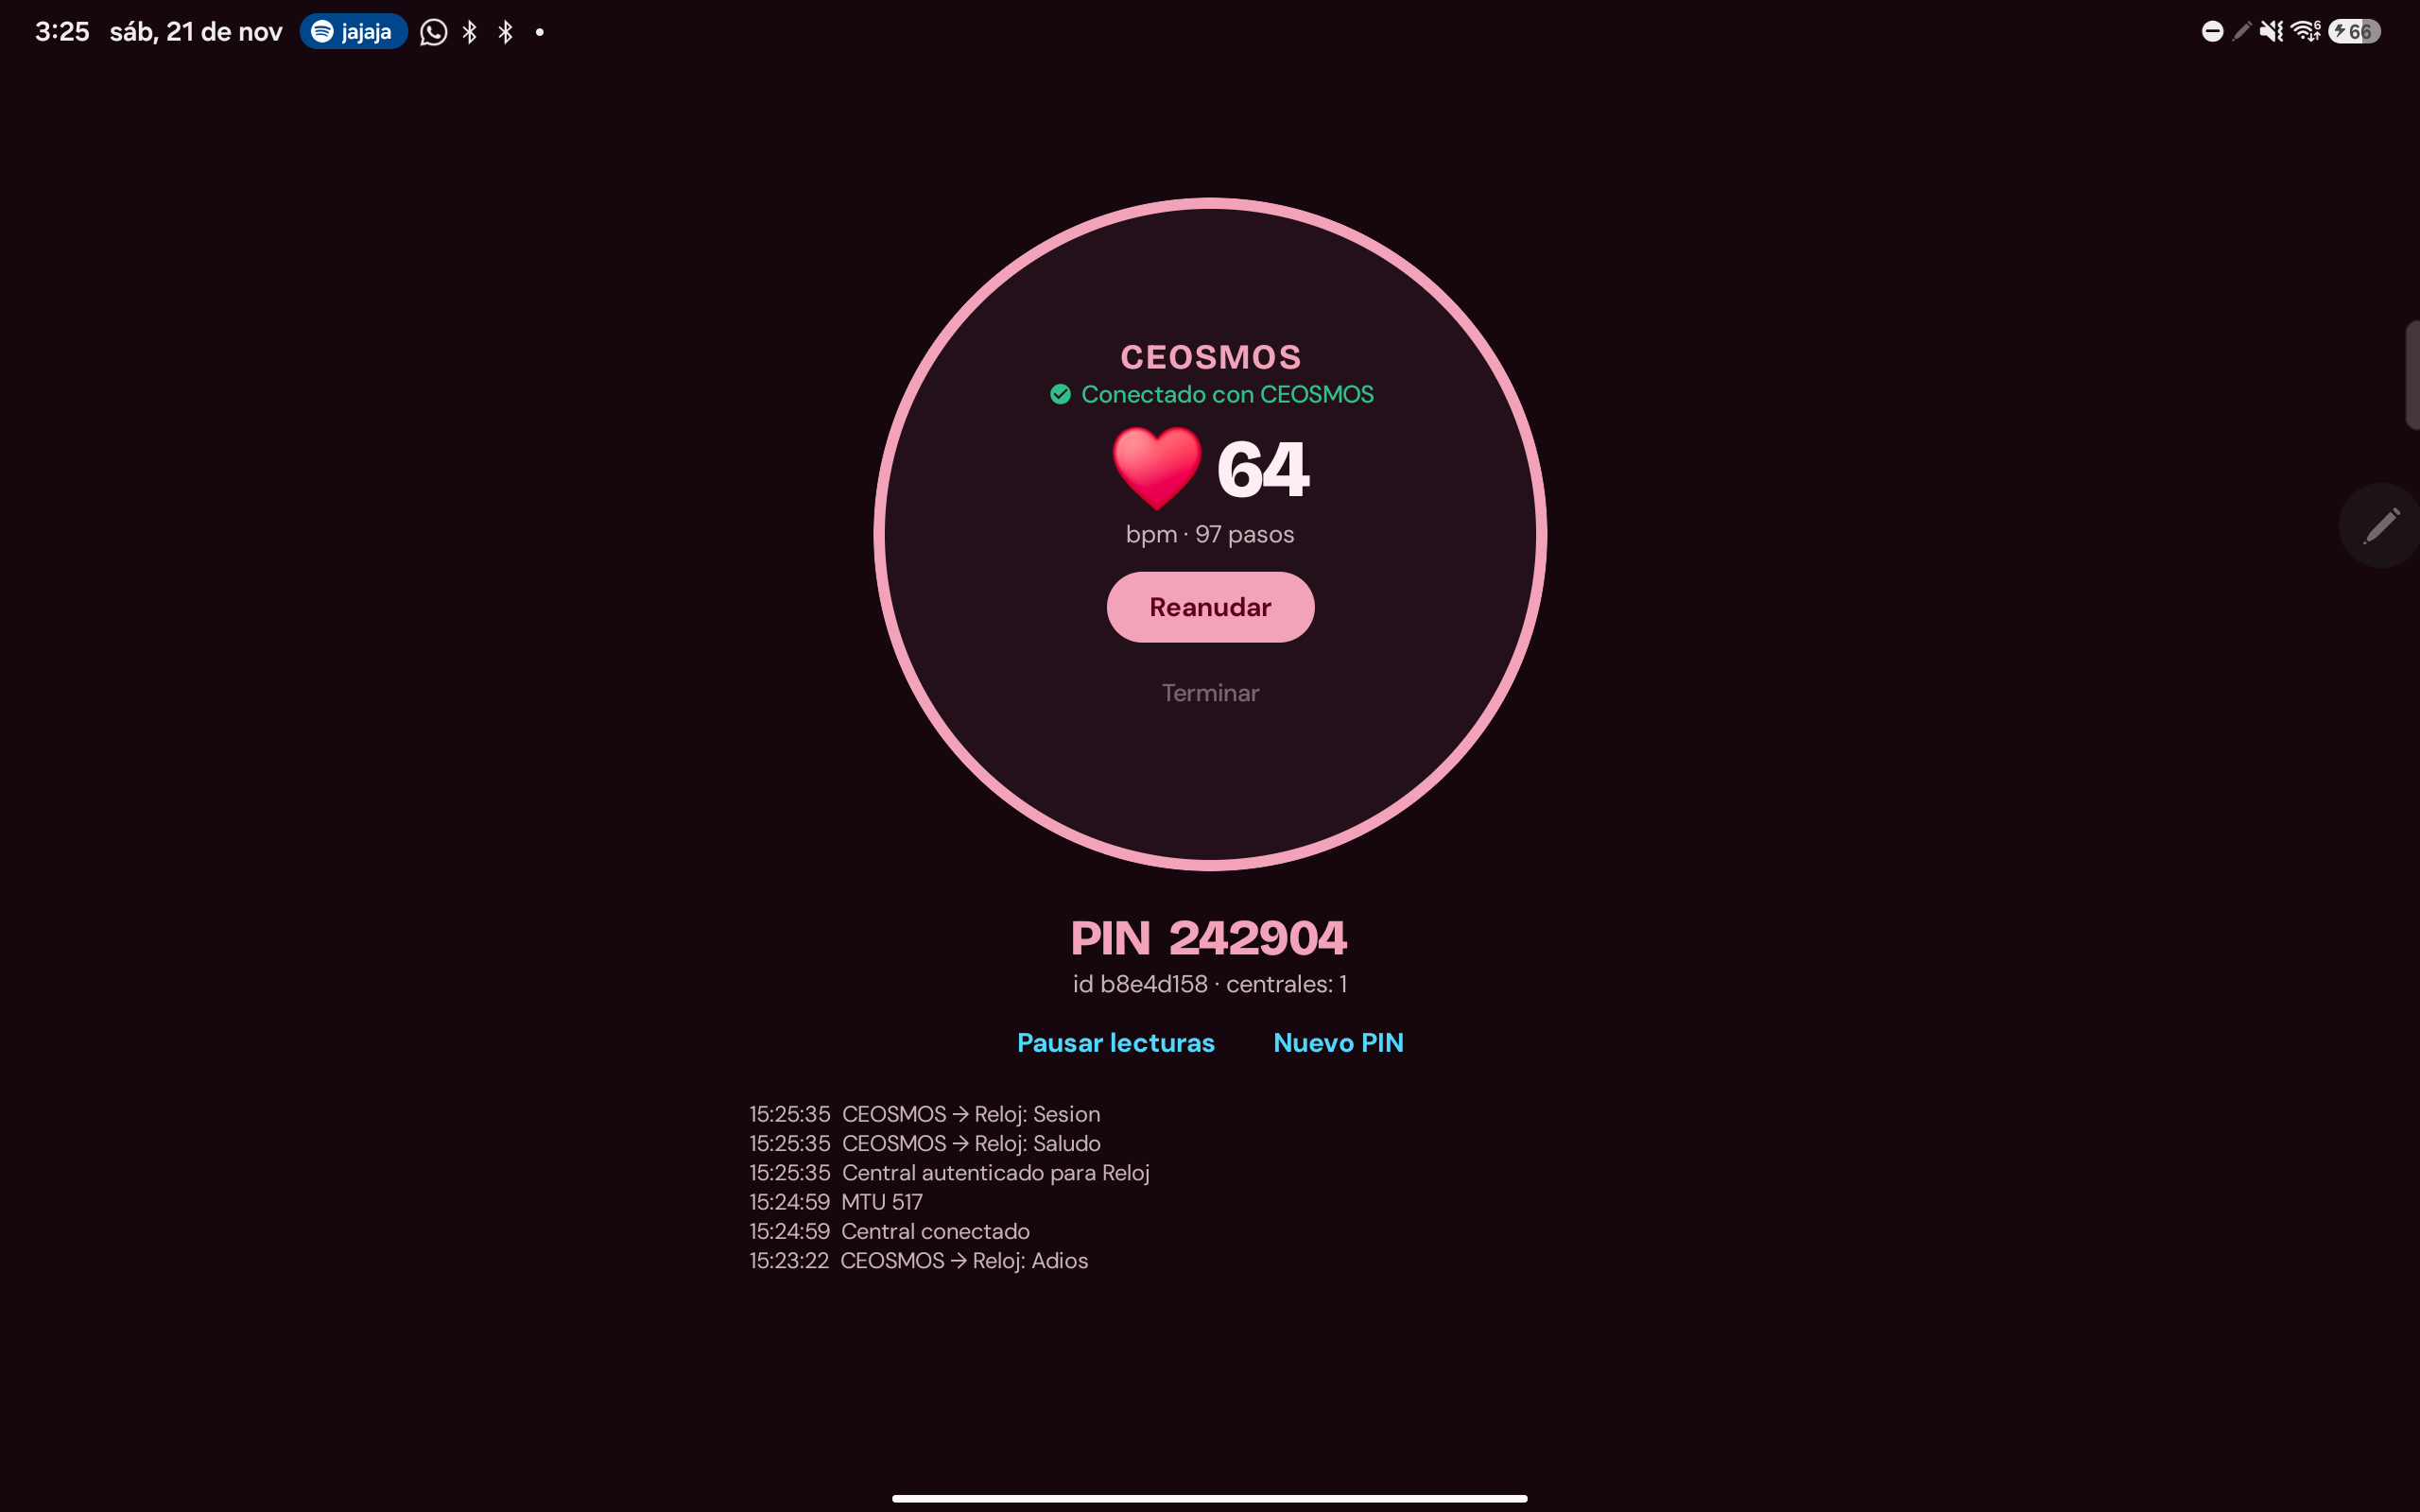 3:25 sáb, 21 de nov jajaja 6 66
CEOSMOS
Conectado con CEOSMOS
64
bpm · 97 pasos
Reanudar
Terminar
PIN 242904
id b8e4d158 · centrales: 1
Pausar lecturas Nuevo PIN
15:25:35 CEOSMOS → Reloj: Sesion
15:25:35 CEOSMOS → Reloj: Saludo
15:25:35 Central autenticado para Reloj
15:24:59 MTU 517
15:24:59 Central conectado
15:23:22 CEOSMOS → Reloj: Adios